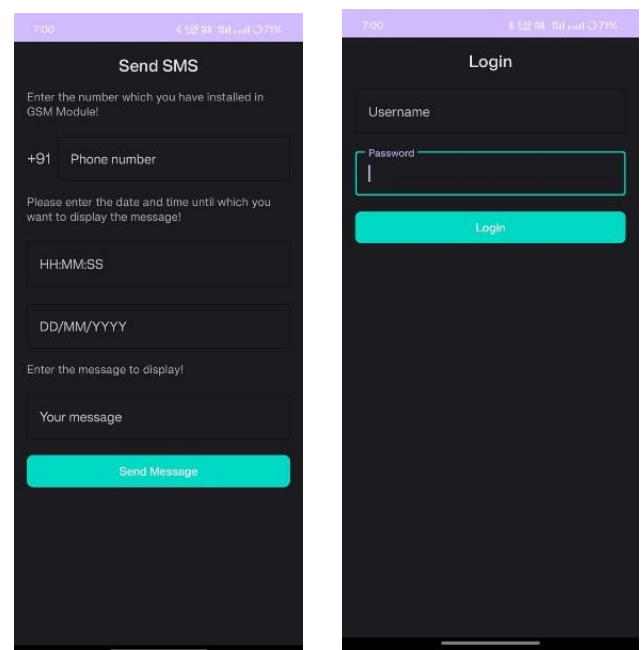 7:00
71%
Send SMS
Enter the number which you have installed in
GSM Module!
+91 Phone number
Please enter the date and time until which you
want to display the message!
HH:MM:SS
DD/MM/YYYY
Enter the message to display!
Your message
Send Message
7:00
71%
Login
Username
Password
Login